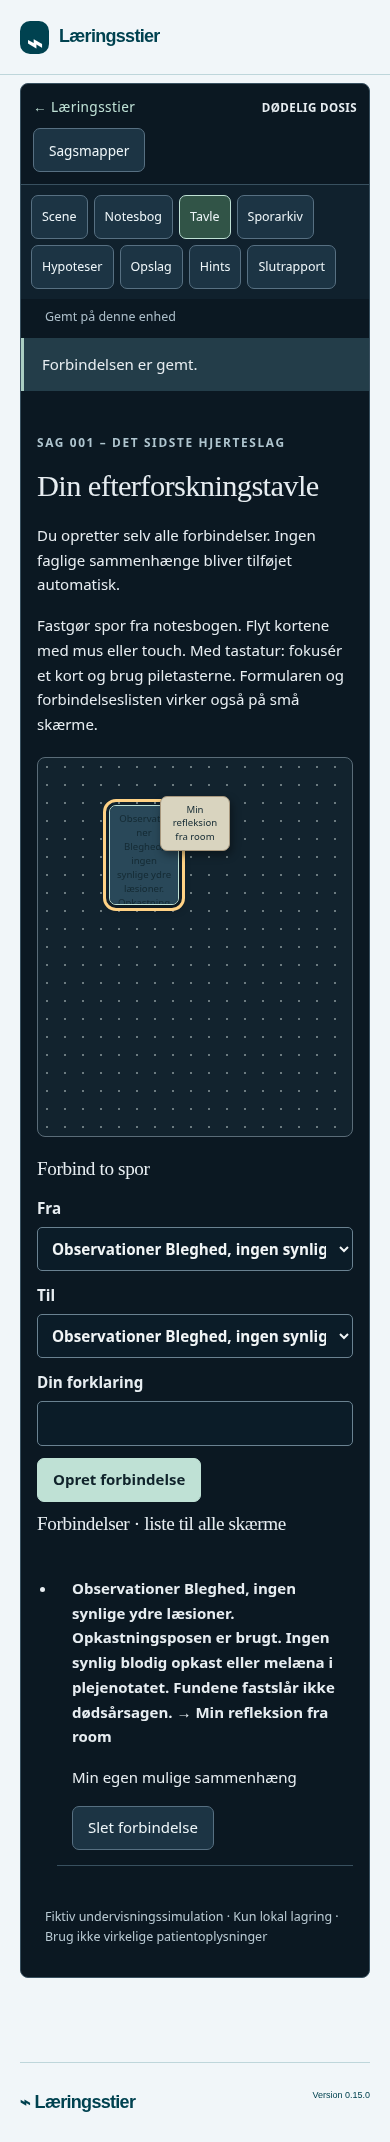 Læringsstier
← Læringsstier
DØDELIG DOSIS
Sagsmapper
Scene
Notesbog
Tavle
Sporarkiv
Hypoteser
Opslag
Hints
Slutrapport
Gemt på denne enhed
Forbindelsen er gemt.
SAG 001 – DET SIDSTE HJERTESLAG
Din efterforskningstavle
Du opretter selv alle forbindelser. Ingen
faglige sammenhænge bliver tilføjet
automatisk.
Fastgør spor fra notesbogen. Flyt kortene
med mus eller touch. Med tastatur: fokusér
et kort og brug piletasterne. Formularen og
forbindelseslisten virker også på små
skærme.
ner
ingen
synlige ydre
læsioner.
Min
refleksion
fra room
Forbind to spor
Fra
Observationer Bleghed, ingen synlig
Til
Observationer Bleghed, ingen synlig
Din forklaring
Opret forbindelse
Forbindelser · liste til alle skærme
• Observationer Bleghed, ingen
synlige ydre læsioner.
Opkastningsposen er brugt. Ingen
synlig blodig opkast eller melæna i
plejenotatet. Fundene fastslår ikke
dødsårsagen. → Min refleksion fra
room
Min egen mulige sammenhæng
Slet forbindelse
Fiktiv undervisningssimulation · Kun lokal lagring ·
Brug ikke virkelige patientoplysninger
Læringsstier
Version 0.15.0